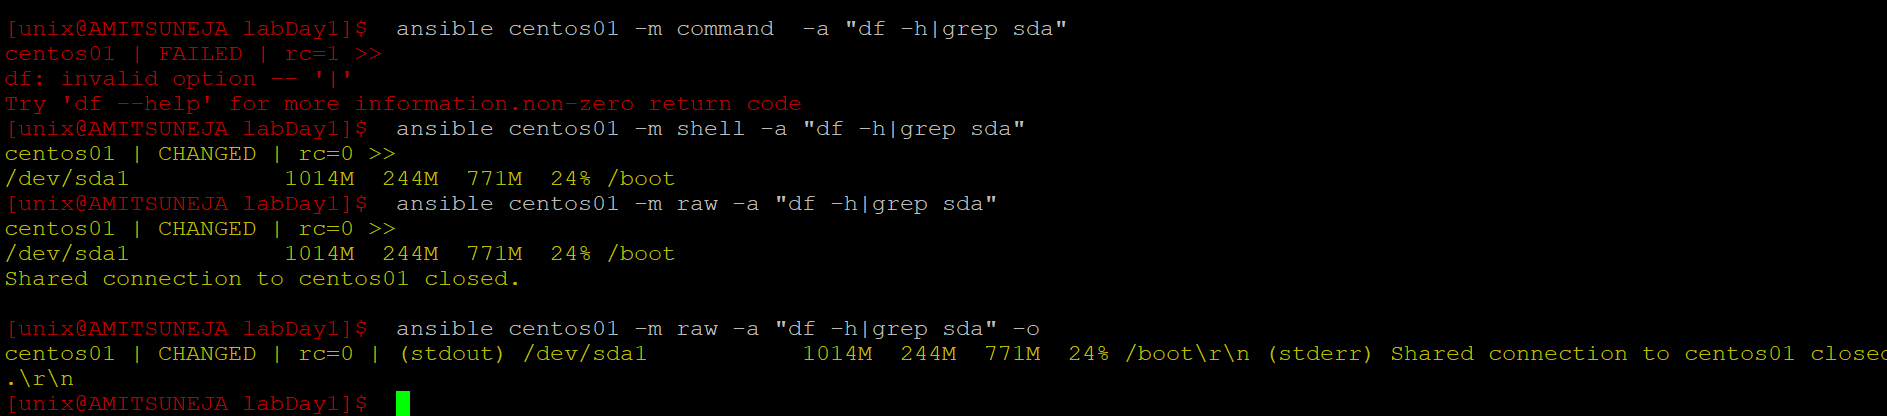 [unix@AMITSUNEJA labDay1]$  ansible centos01 -m command  -a "df -h|grep sda"
centos01 | FAILED | rc=1 >>
df: invalid option -- '|'
Try 'df --help' for more information.non-zero return code
[unix@AMITSUNEJA labDay1]$  ansible centos01 -m shell -a "df -h|grep sda"
centos01 | CHANGED | rc=0 >>
/dev/sda1           1014M  244M  771M  24% /boot
[unix@AMITSUNEJA labDay1]$  ansible centos01 -m raw -a "df -h|grep sda"
centos01 | CHANGED | rc=0 >>
/dev/sda1           1014M  244M  771M  24% /boot
Shared connection to centos01 closed.
[unix@AMITSUNEJA labDay1]$  ansible centos01 -m raw -a "df -h|grep sda" -o
centos01 | CHANGED | rc=0 | (stdout) /dev/sda1           1014M  244M  771M  24% /boot\r\n (stderr) Shared connection to centos01 closed
.\r\n
[unix@AMITSUNEJA labDay1]$